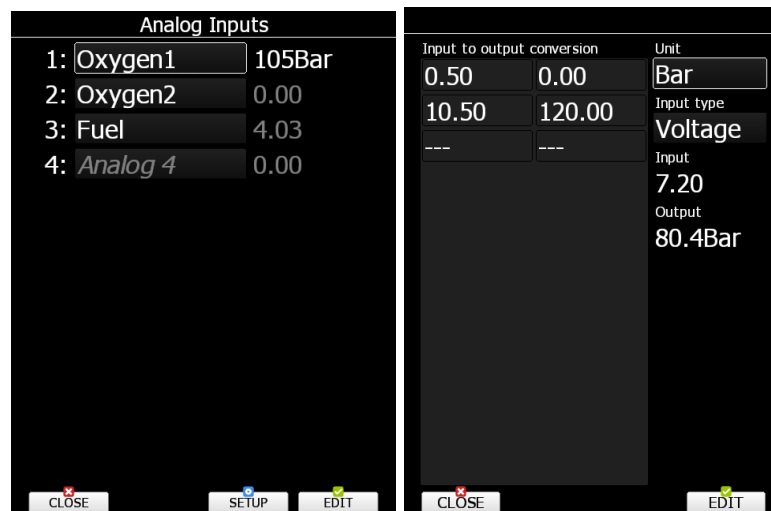 Analog Inputs
1: Oxygen1 105Bar
2: Oxygen2 0.00
3: Fuel 4.03
4: Analog 4 0.00
CLOSE SETUP EDIT
Input to output conversion
0.50 0.00
10.50 120.00
--- ---
Unit
Bar
Input type
Voltage
Input
7.20
Output
80.4Bar
CLOSE EDIT